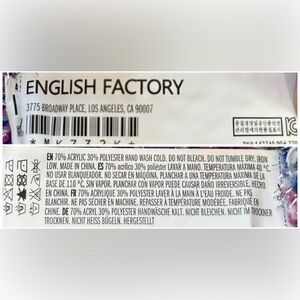 ENGLISH FACTORY
3775 BROADWAY PLACE, LOS ANGELES, CA 90007
EN 70% ACRYLIC 30% POLYESTER HAND WASH COLD. DO NOT BLEACH. DO NOT TUMBLE DRY, IRON
LOW. MADE IN CHINA. ES 70% acrílico 30% poliéster LAVAR A MANO, TEMPERATURA MÁXIMA 40 °C.
NO USAR BLANQUEADOR. NO SECAR EN MÁQUINA. PLANCHAR A UNA TEMPERATURA MÁXIMA DE LA
BASE DE 110 °C, SIN VAPOR. PLANCHAR CON VAPOR PUEDE CAUSAR DAÑO IRREVERSIBLE, HECHO
EN CHINA. FR 70% ACRYLIQUE 30% POLYESTER LAVER À LA MAIN À L'EAU FROIDE. NE PAS
BLANCHIR. NE PAS SÉCHER EN MACHINE. REPASSER À TEMPÉRATURE MODÉRÉE, FABRIQUÉ EN
CHINE. DE 70% ACRYL 30% POLYESTER HANDWÄSCHE KALT. NICHT BLEICHEN. NICHT IM TROCKNER
TROCKNEN. NICHT HEISS BÜGELN. HERGESTELLT